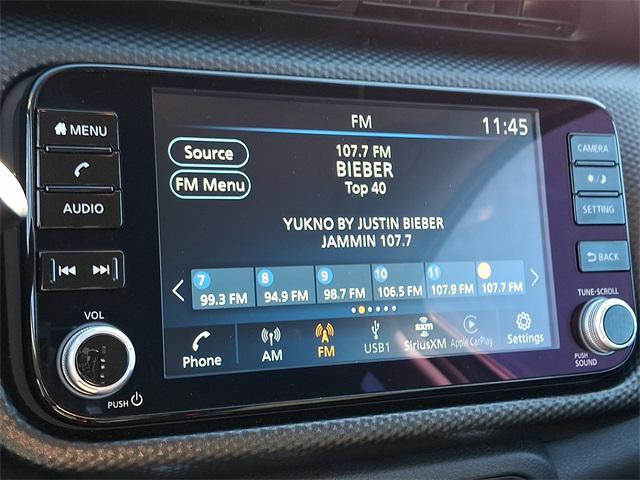 FM
11:45
MENU
AUDIO
VOL
PUSH
Source
FM Menu
107.7 FM
BIEBER
Top 40
YUKNO BY JUSTIN BIEBER
JAMMIN 107.7
7
99.3 FM
8
94.9 FM
9
98.7 FM
10
106.5 FM
11
107.9 FM
107.7 FM
Phone
AM
FM
USB1
sxm
SiriusXM
Apple CarPlay
Settings
CAMERA
SETTING
BACK
TUNE-SCROLL
PUSH
SOUND